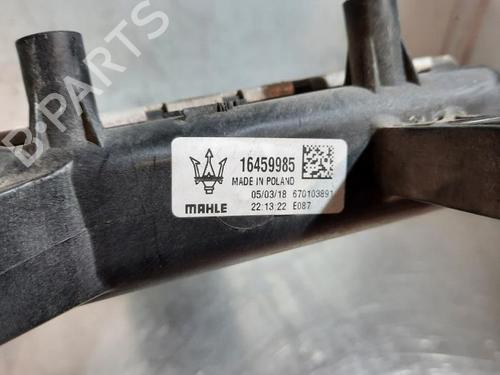 B-PARTS
16459985
MADE IN POLAND
05/03/18 670103891
MAHLE 22:13:22 E087